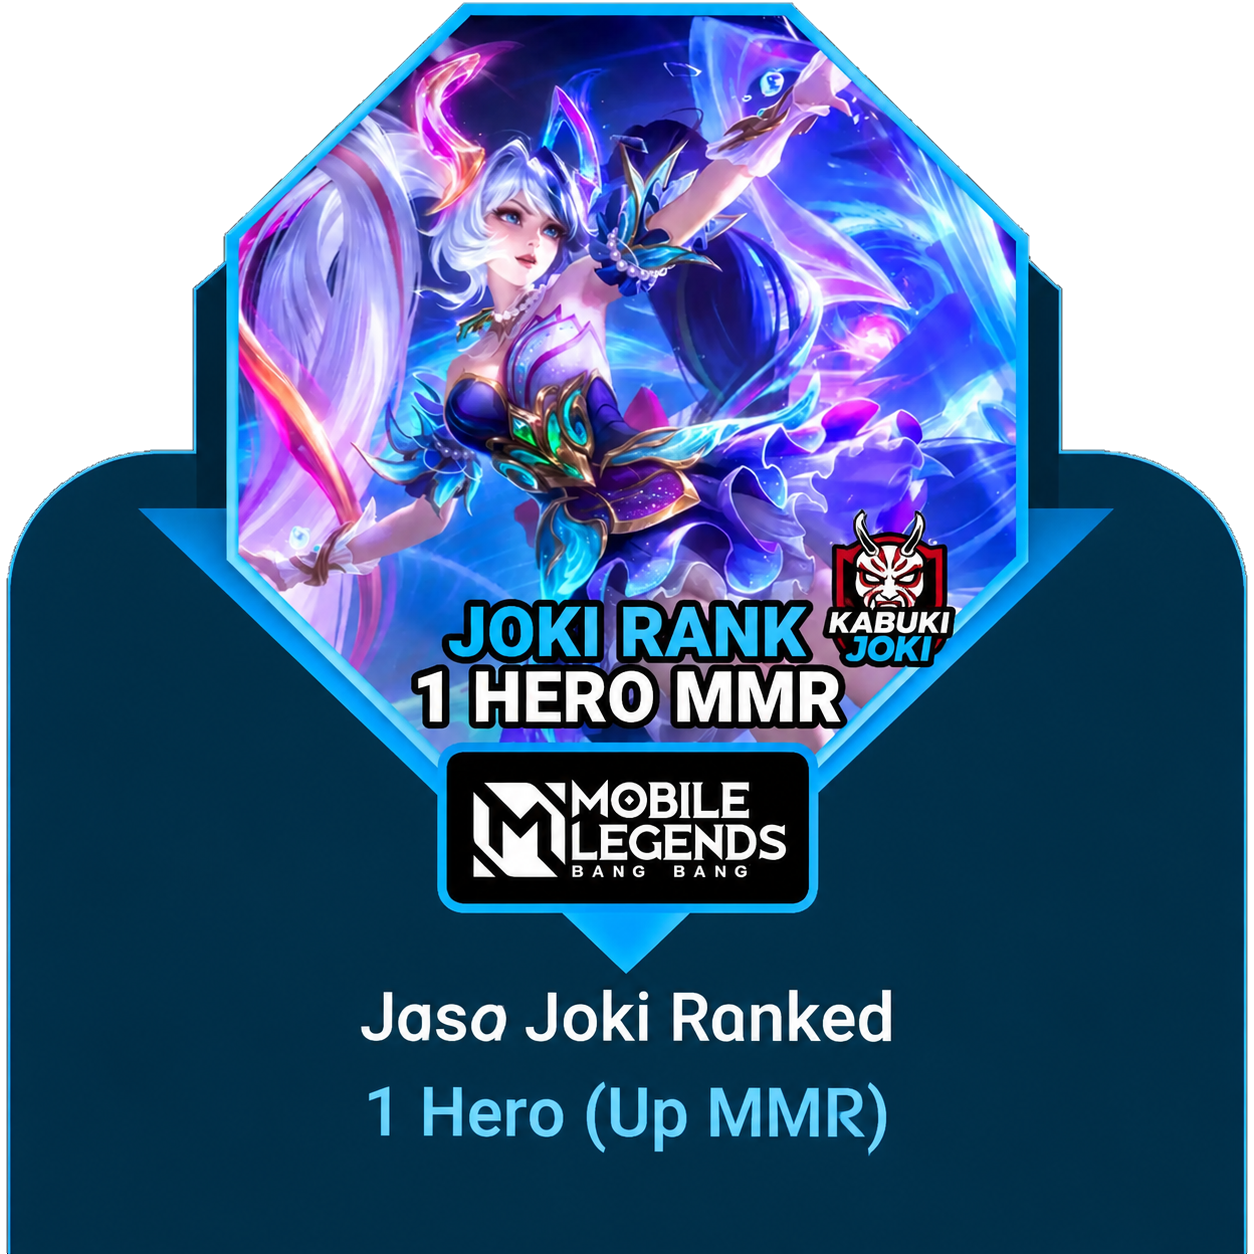 JOKI RANK
1 HERO MMR
KABUKI
JOKI
MOBILE
LEGENDS
BANG BANG
Jasa Joki Ranked
1 Hero (Up MMR)